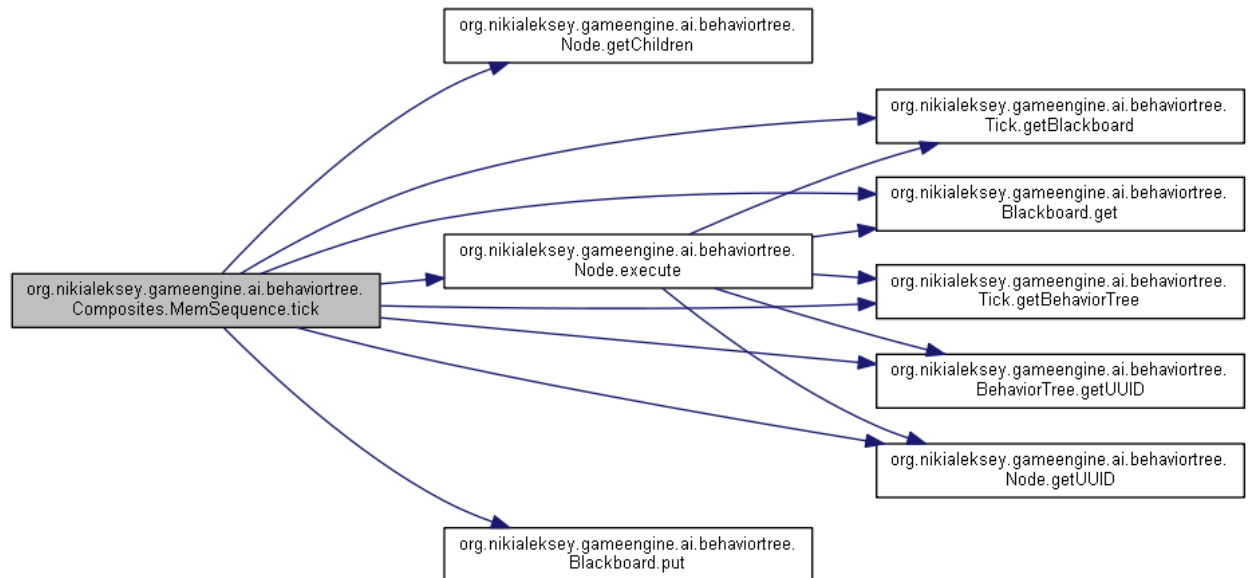 org.nikialeksey.gameengine.ai.behaviortree.
Node.getChildren
org.nikialeksey.gameengine.ai.behaviortree.
Tick.getBlackboard
org.nikialeksey.gameengine.ai.behaviortree.
Blackboard.get
org.nikialeksey.gameengine.ai.behaviortree.
Node.execute
org.nikialeksey.gameengine.ai.behaviortree.
Composites.MemSequence.tick
org.nikialeksey.gameengine.ai.behaviortree.
Tick.getBehaviorTree
org.nikialeksey.gameengine.ai.behaviortree.
BehaviorTree.getUUID
org.nikialeksey.gameengine.ai.behaviortree.
Node.getUUID
org.nikialeksey.gameengine.ai.behaviortree.
Blackboard.put